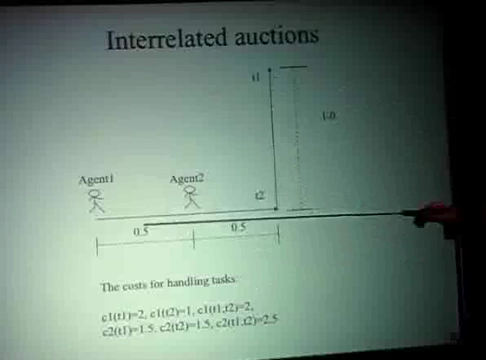 Interrelated auctions
t1
1.0
Agent1 Agent2
t2
0.5 0.5
The costs for handling tasks
c1(t1)=2, c1(t2)=1, c1(t1,t2)=2,
c2(t1)=1.5, c2(t2)=1.5, c2(t1,t2)=2.5